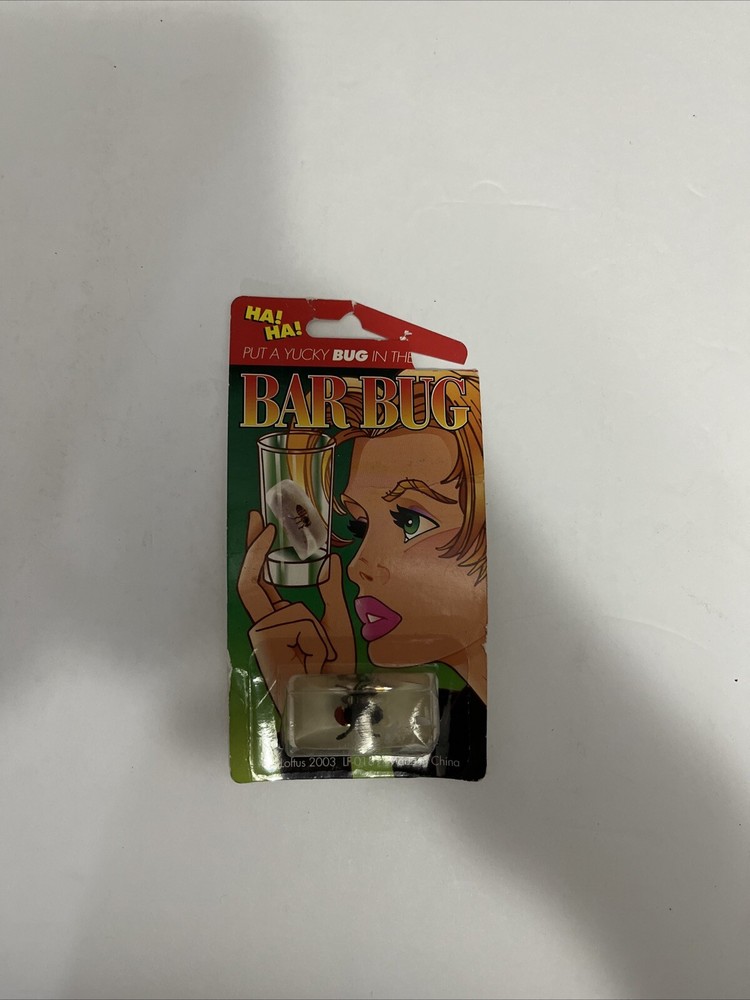 HA!
HA!
PUT A YUCKY BUG IN THE
BAR BUG
Loftus 2003 China